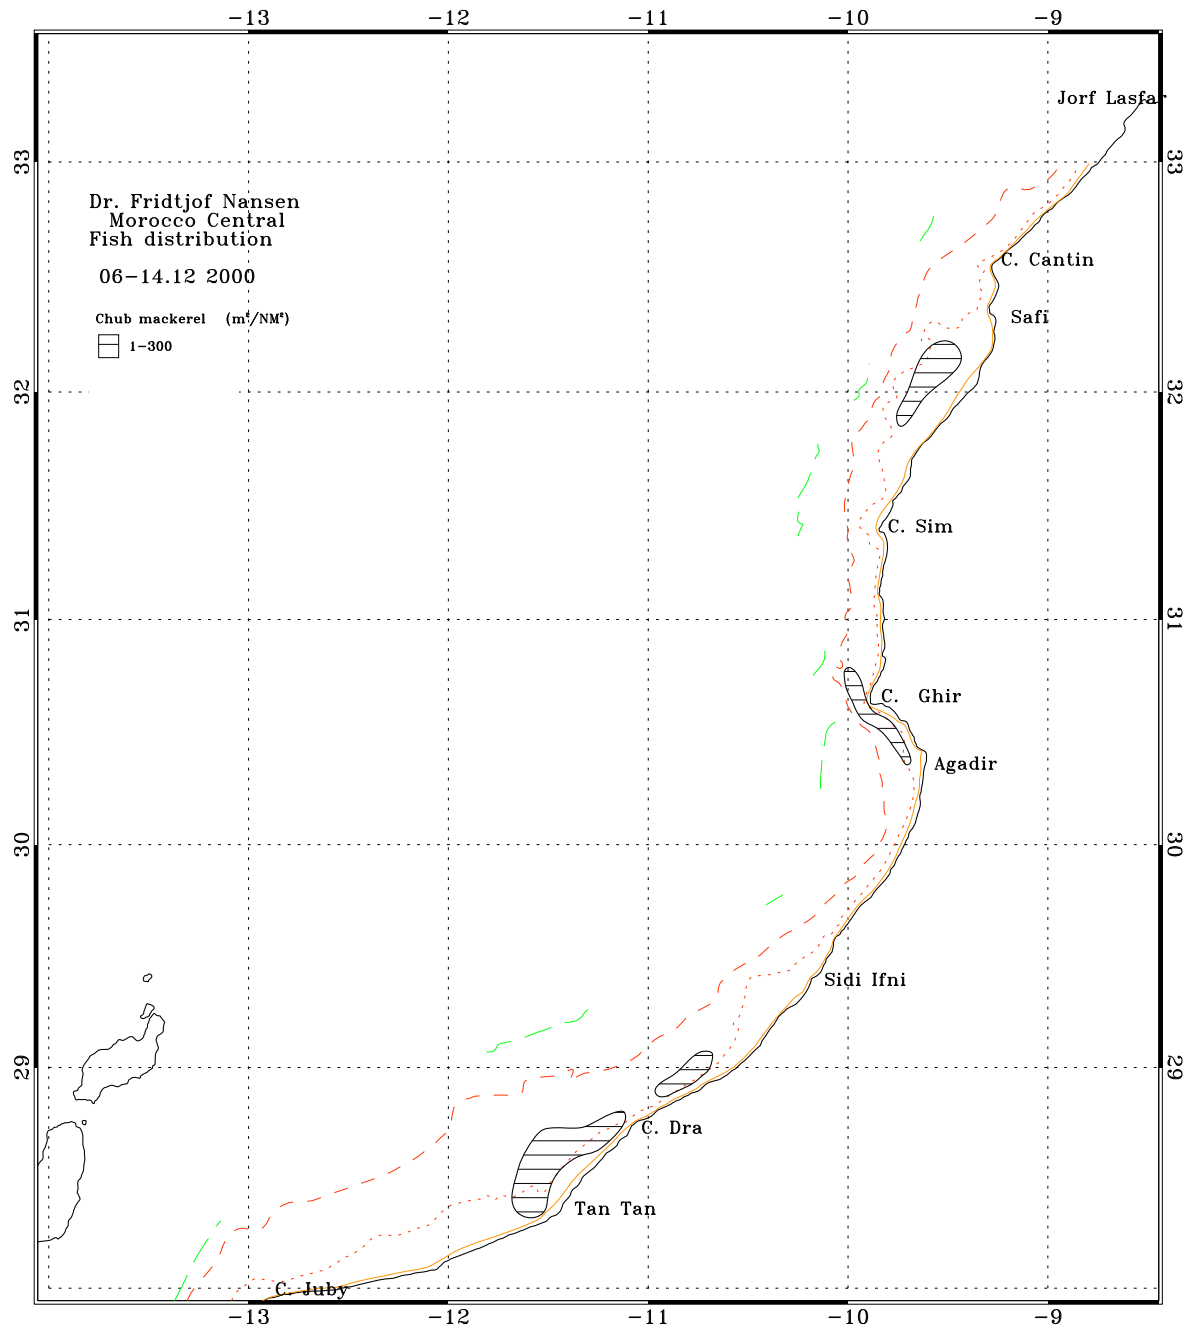 -13 -12 -11 -10 -9
Jorf Lasfar
33 33
Dr. Fridtjof Nansen
Morocco Central
Fish distribution
C. Cantin
06-14.12 2000
Chub mackerel (m²/NM²)
Safi
1-300
32 32
C. Sim
31 31
C. Ghir
Agadir
30 30
Sidi Ifni
29 29
C. Dra
Tan Tan
C. Juby
-13 -12 -11 -10 -9